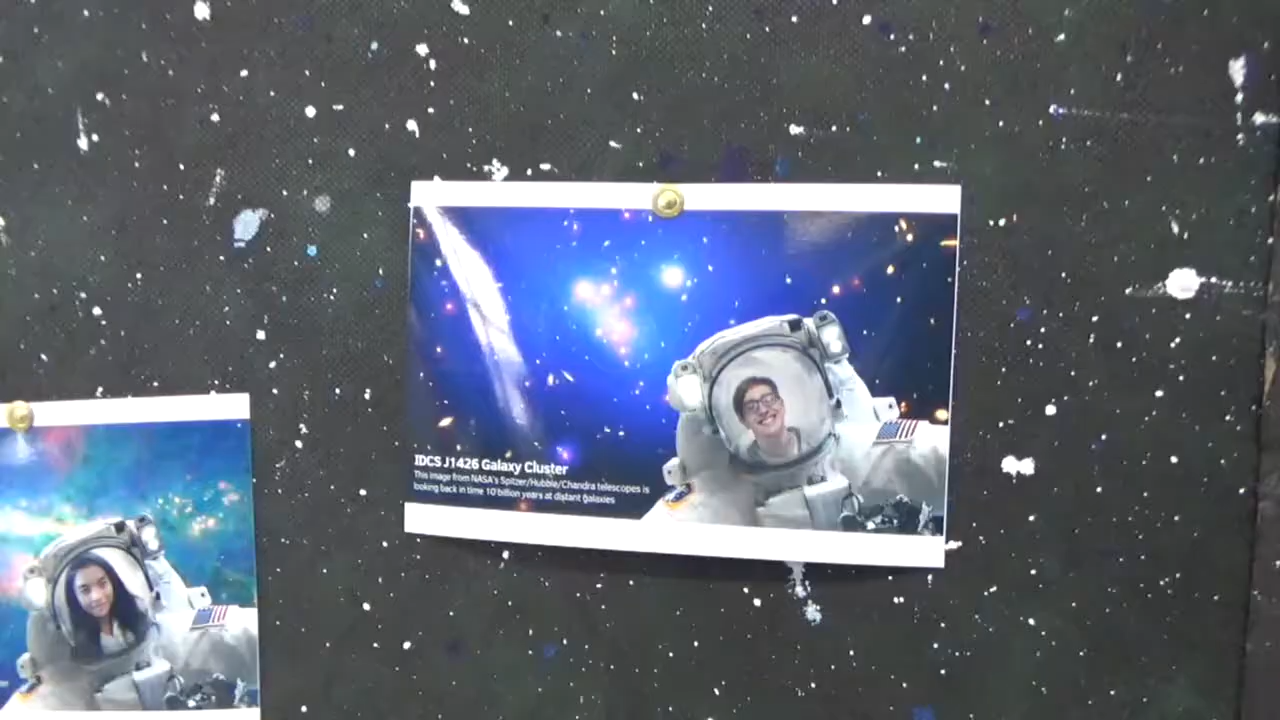 IDCS J1426 Galaxy Cluster
This image from NASA's Spitzer/Hubble/Chandra telescopes is
looking back in time 10 billion years at distant galaxies